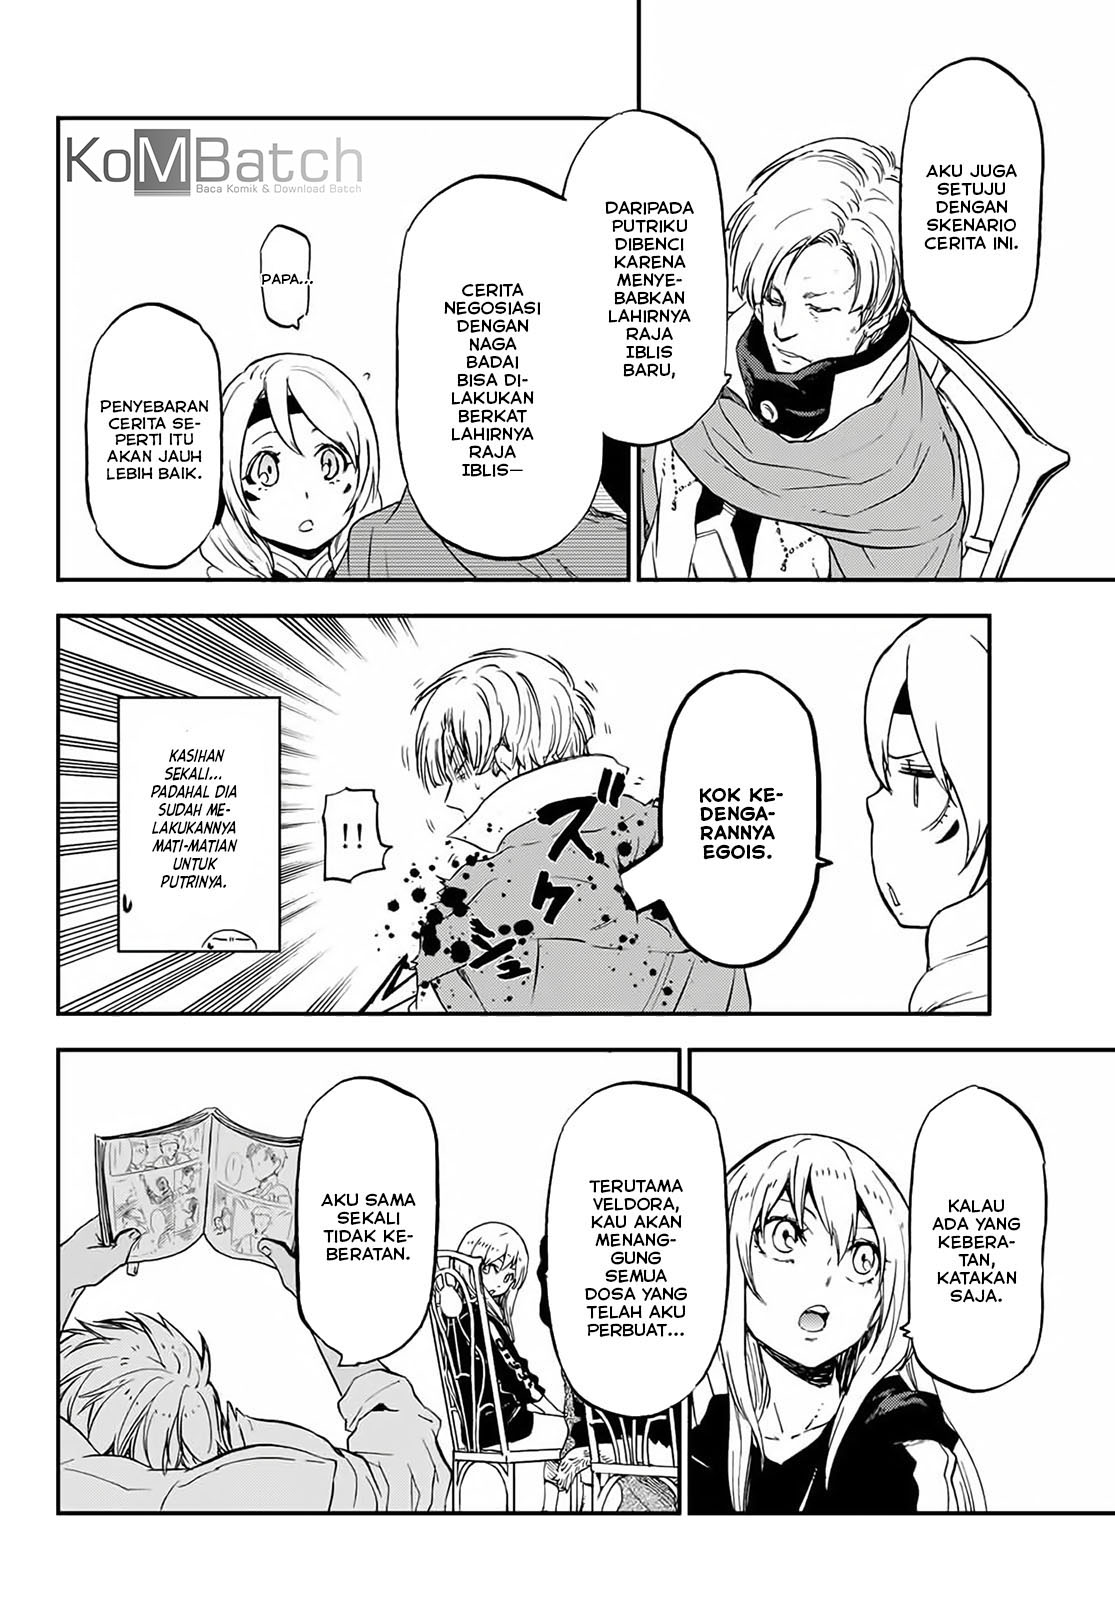 KoMBatch
Baca Komik & Download Batch
AKU JUGA
SETUJU
DENGAN
SKENARIO
CERITA INI.
DARIPADA
PUTRIKU
DIBENCI
KARENA
MENYE-
BABKAN
LAHIRNYA
RAJA
IBLIS
BARU,
CERITA
NEGOSIASI
DENGAN
NAGA
BADAI
BISA DI-
LAKUKAN
BERKAT
LAHIRNYA
RAJA
IBLIS—
PAPA...
PENYEBARAN
CERITA SE-
PERTI ITU
AKAN JAUH
LEBIH BAIK.
KOK KE-
DENGA-
RANNYA
EGOIS.
ズ
ド
シュ
!!
KASIHAN
SEKALI...
PADAHAL DIA
SUDAH ME-
LAKUKANNYA
MATI-MATIAN
UNTUK
PUTRINYA.
KALAU
ADA YANG
KEBERA-
TAN,
KATAKAN
SAJA.
TERUTAMA
VELDORA,
KAU AKAN
MENANG-
GUNG
SEMUA
DOSA YANG
TELAH AKU
PERBUAT...
AKU SAMA
SEKALI
TIDAK KE-
BERATAN.